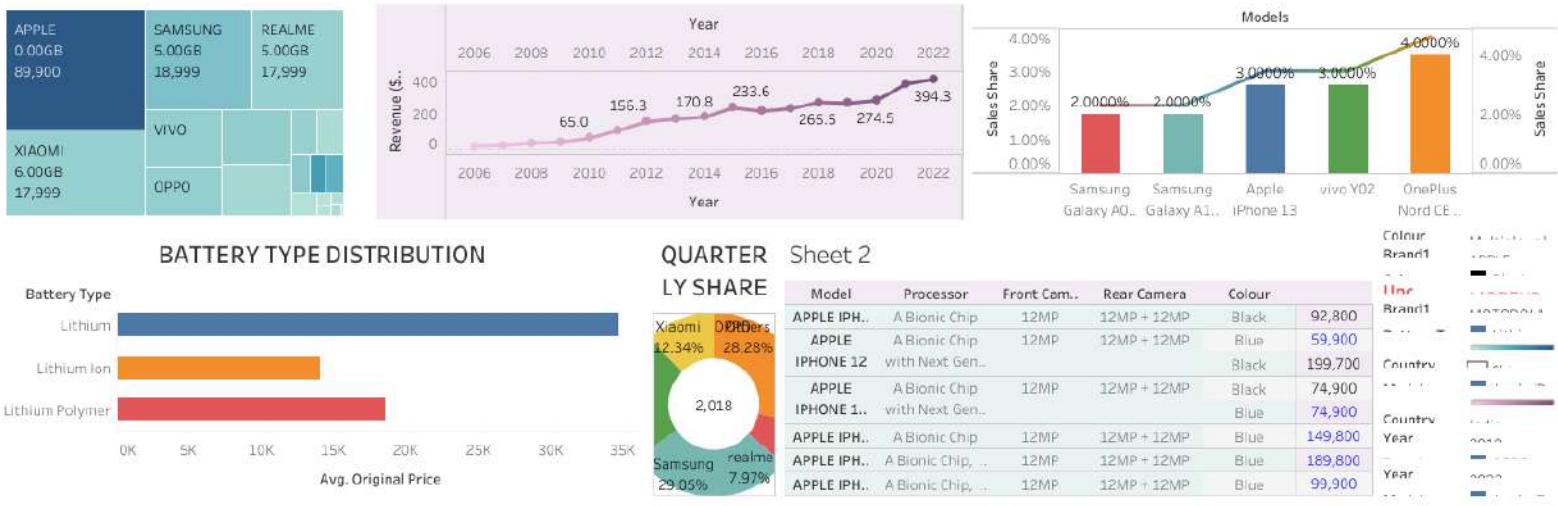 APPLE
0.00GB
89,900
SAMSUNG
5.00GB
18,999
REALME
5.00GB
17,999
VIVO
OPPO
XIAOMI
6.00GB
17,999
Year
2006 2008 2010 2012 2014 2016 2018 2020 2022
Revenue ($..
400
200
0
65.0
156.3
170.8
233.6
265.5
274.5
394.3
2006 2008 2010 2012 2014 2016 2018 2020 2022
Year
Models
Sales Share
4.00%
3.00%
2.00%
1.00%
0.00%
2.0000% 2.0000% 3.0000% 3.0000% 4.0000%
4.00%
2.00%
0.00%
Sales Share
Samsung Galaxy A0..
Samsung Galaxy A1..
Apple iPhone 13
vivo Y02
OnePlus Nord CE ..
BATTERY TYPE DISTRIBUTION
Battery Type
Lithium
Lithium Ion
Lithium Polymer
0K 5K 10K 15K 20K 25K 30K 35K
Avg. Original Price
QUARTER
LY SHARE
Xiaomi
12.34%
Others
28.28%
2,018
Samsung
29.05%
realme
7.97%
Sheet 2
Model Processor Front Cam.. Rear Camera Colour
APPLE IPH.. A Bionic Chip 12MP 12MP + 12MP Black 92,800
APPLE A Bionic Chip 12MP 12MP + 12MP Blue 59,900
IPHONE 12 with Next Gen.. Black 199,700
APPLE A Bionic Chip 12MP 12MP + 12MP Black 74,900
IPHONE 1.. with Next Gen.. Blue 74,900
APPLE IPH.. A Bionic Chip 12MP 12MP + 12MP Blue 149,800
APPLE IPH.. A Bionic Chip, ... 12MP 12MP + 12MP Blue 189,800
APPLE IPH.. A Bionic Chip, ... 12MP 12MP + 12MP Blue 99,900
Colour
Brand1
Brand1
Country
Country
Year
Year